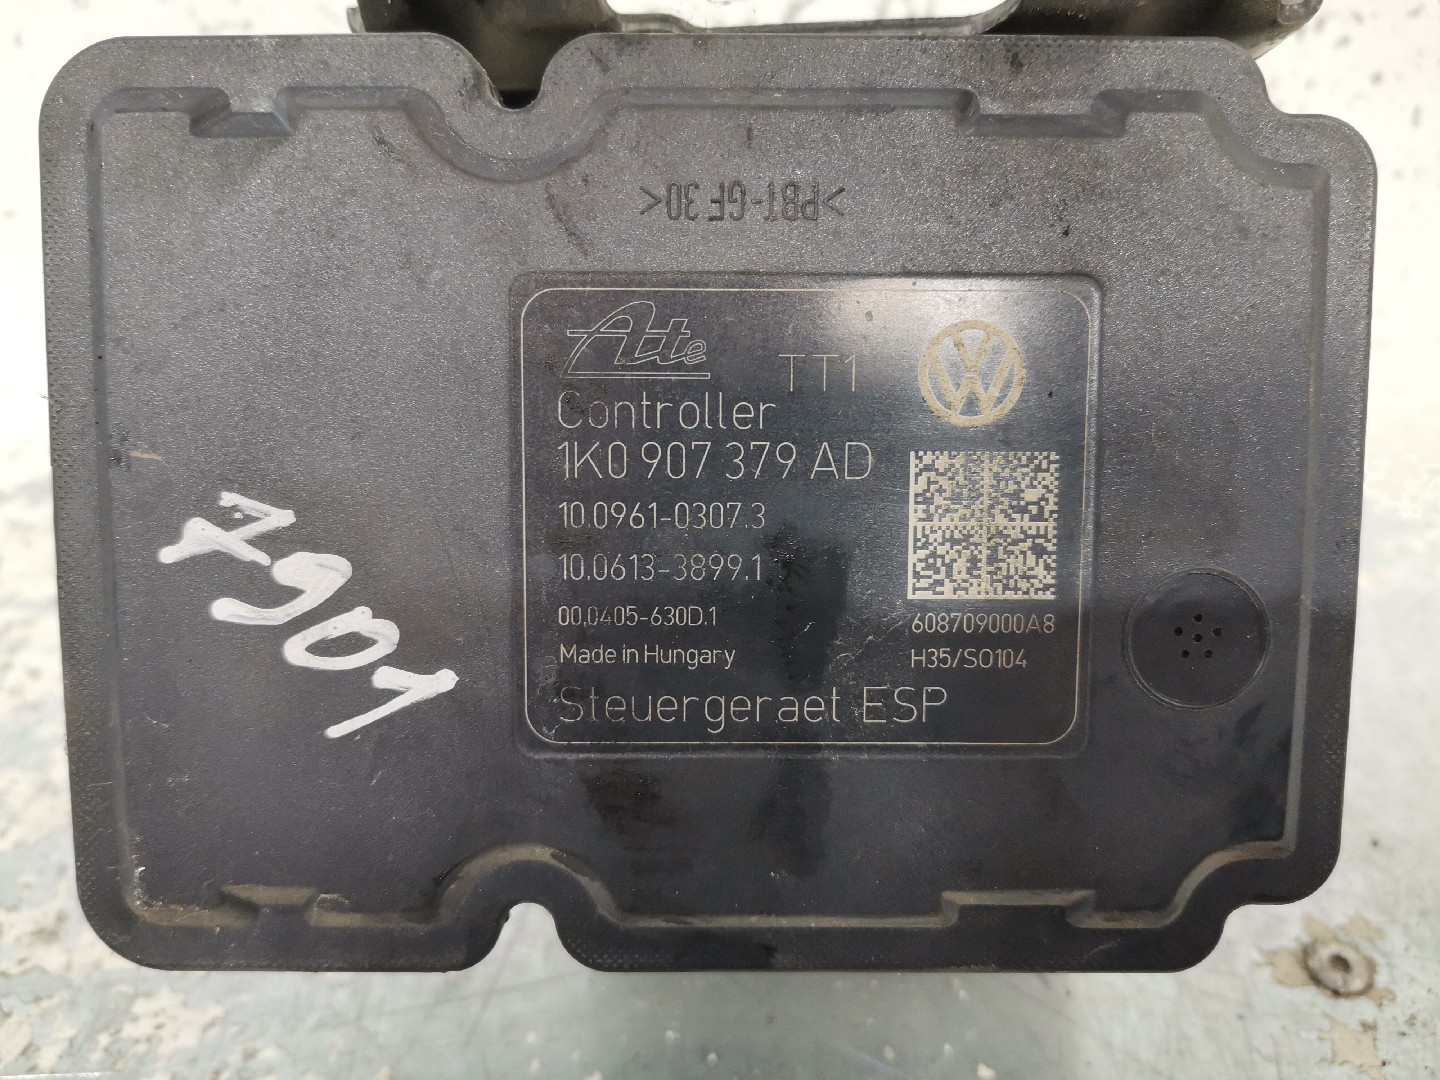 >PBT-GF30<
Ate
TT1
Controller
1K0 907 379 AD
10.0961-0307.3
10.0613-3899.1
00.0405-630D.1
608709000A8
Made in Hungary
H35/SO104
Steuergeraet ESP
7901